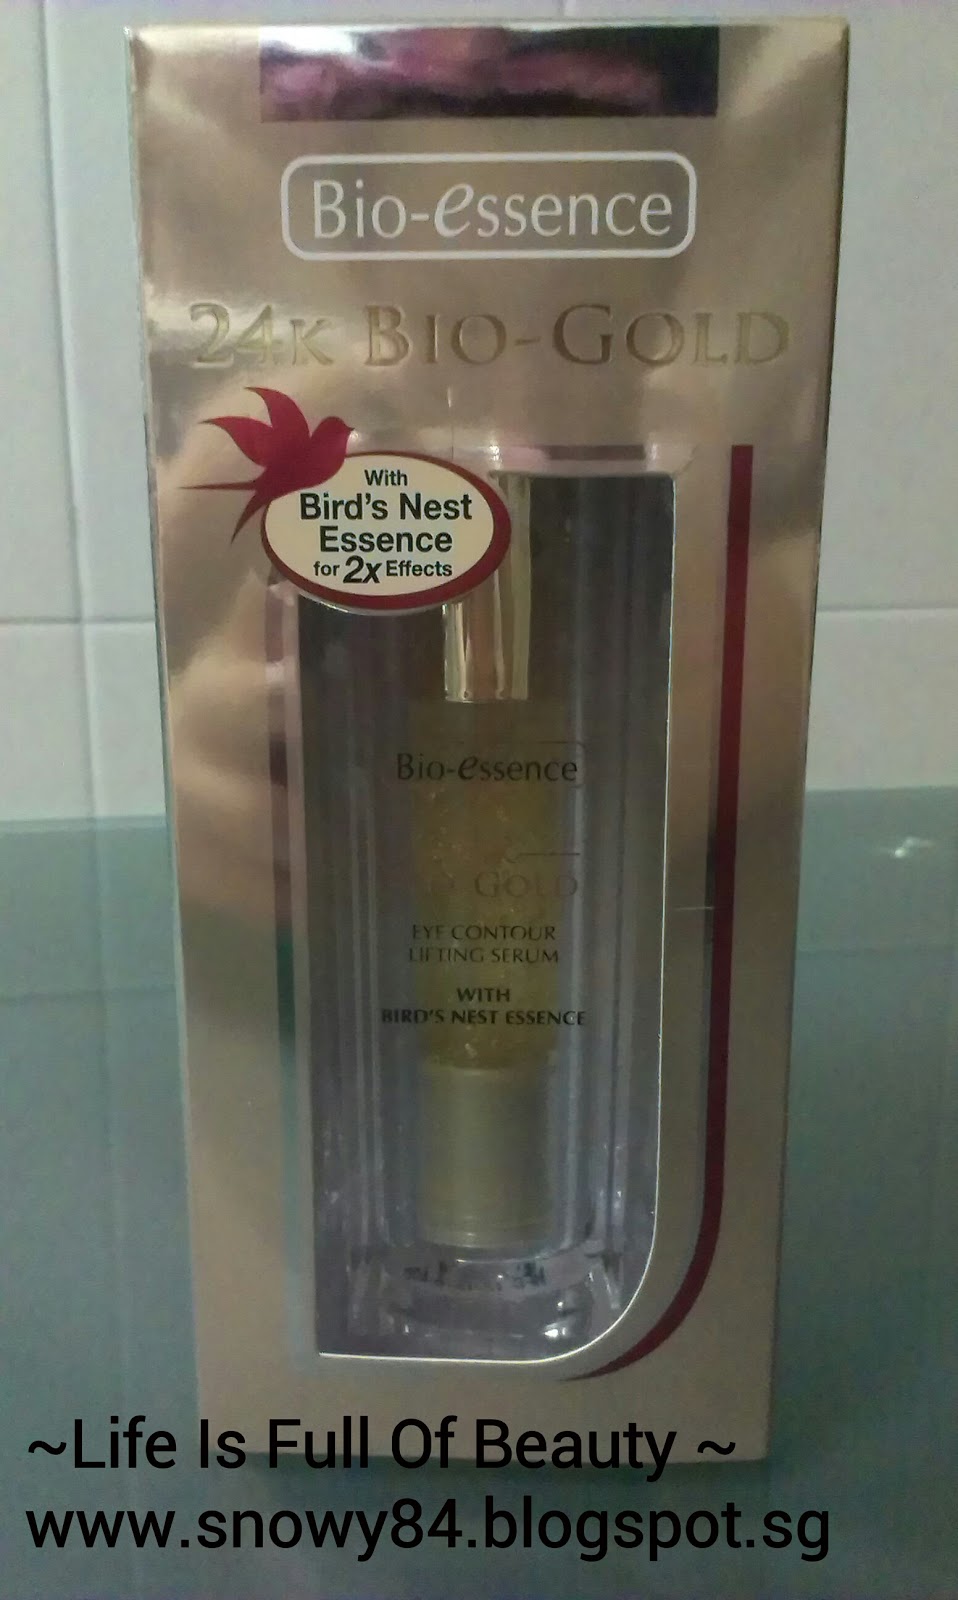 Bio-essence
24K BIO-GOLD
With
Bird's Nest
Essence
for 2x Effects
Bio-essence
GOLD
EYE CONTOUR
LIFTING SERUM
WITH
BIRD'S NEST ESSENCE
~Life Is Full Of Beauty ~
www.snowy84.blogspot.sg